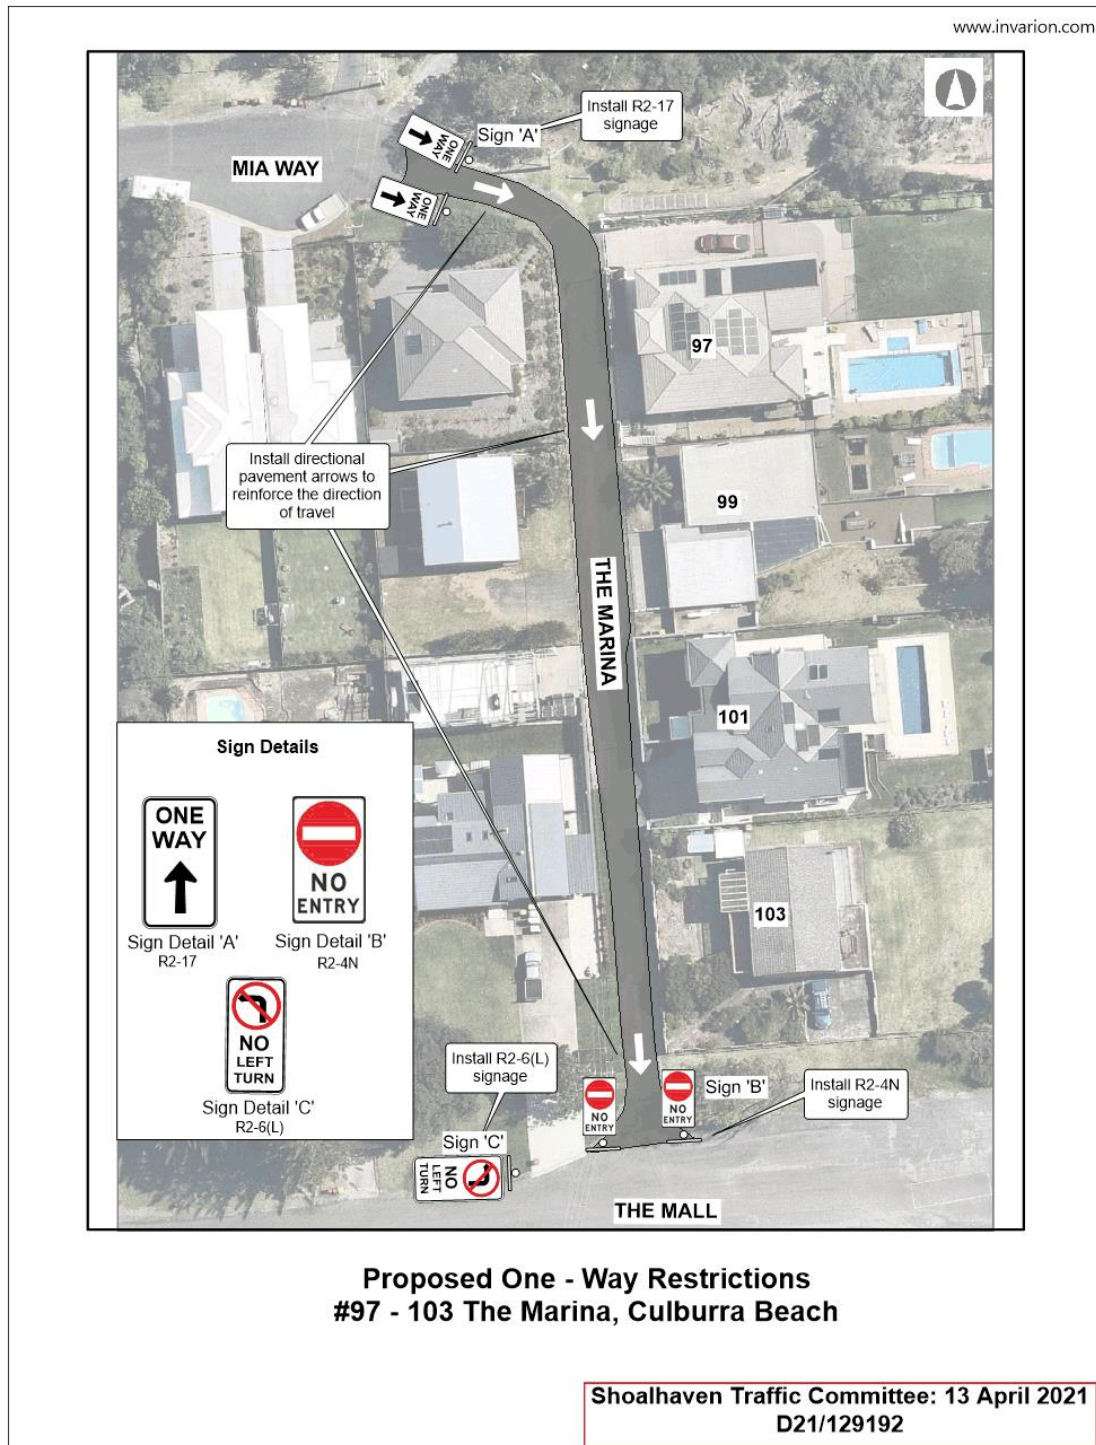 www.invarion.com
Install R2-17
signage
Sign 'A'
ONE
WAY
MIA WAY
ONE
WAY
97
Install directional
pavement arrows to
reinforce the direction
of travel
99
THE MARINA
101
Sign Details
ONE
WAY
NO
ENTRY
Sign Detail 'A'
R2-17
Sign Detail 'B'
R2-4N
NO
LEFT
TURN
Sign Detail 'C'
R2-6(L)
103
Install R2-6(L)
signage
NO
ENTRY
NO
ENTRY
Sign 'B'
Install R2-4N
signage
Sign 'C'
NO
LEFT
TURN
THE MALL
Proposed One - Way Restrictions
#97 - 103 The Marina, Culburra Beach
Shoalhaven Traffic Committee: 13 April 2021
D21/129192